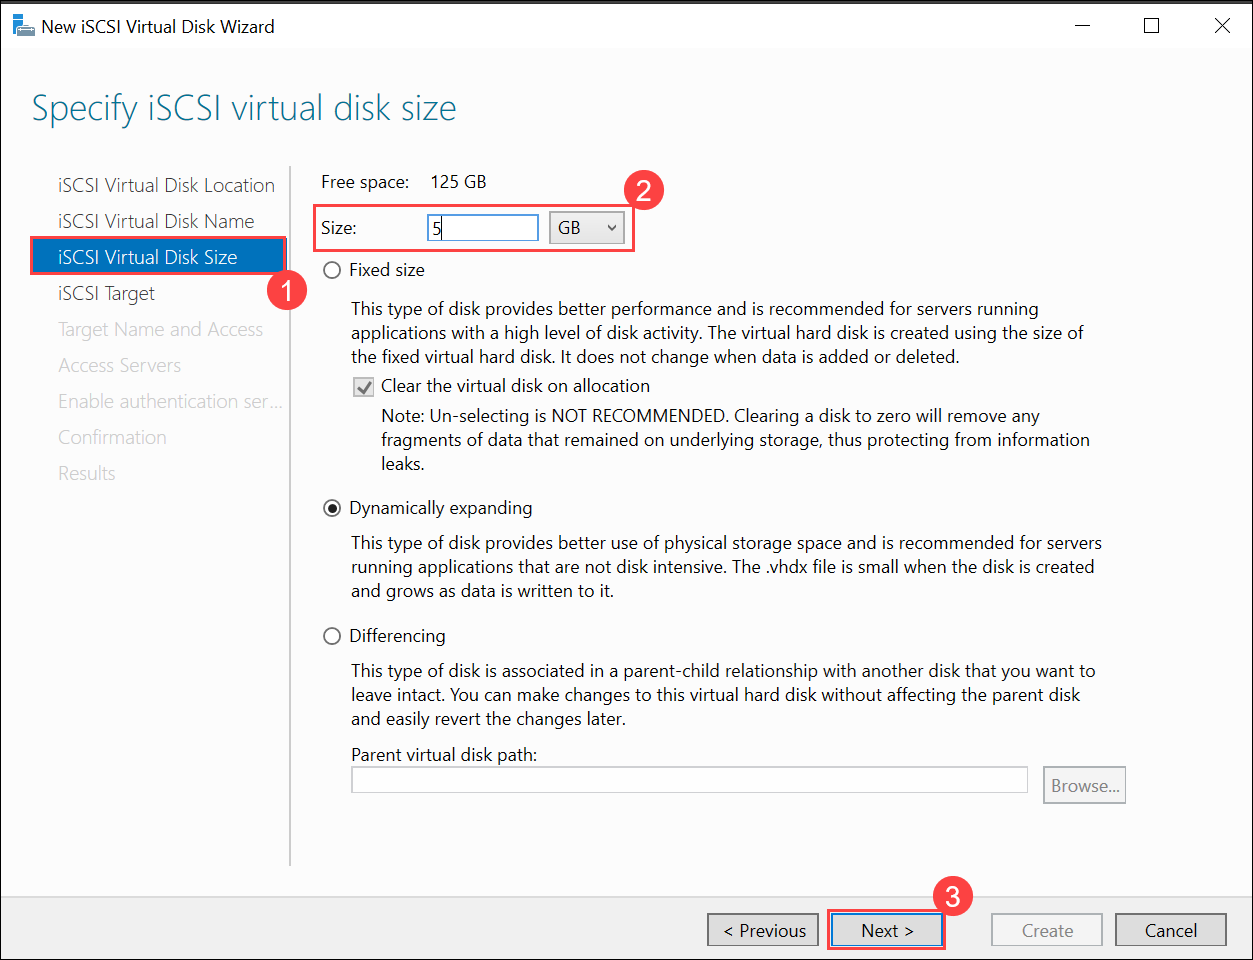 New iSCSI Virtual Disk Wizard
Specify iSCSI virtual disk size
iSCSI Virtual Disk Location
iSCSI Virtual Disk Name
iSCSI Virtual Disk Size
1
iSCSI Target
Target Name and Access
Access Servers
Enable authentication ser...
Confirmation
Results
Free space: 125 GB
2
Size: 5 GB
Fixed size
This type of disk provides better performance and is recommended for servers running
applications with a high level of disk activity. The virtual hard disk is created using the size of
the fixed virtual hard disk. It does not change when data is added or deleted.
Clear the virtual disk on allocation
Note: Un-selecting is NOT RECOMMENDED. Clearing a disk to zero will remove any
fragments of data that remained on underlying storage, thus protecting from information
leaks.
Dynamically expanding
This type of disk provides better use of physical storage space and is recommended for servers
running applications that are not disk intensive. The .vhdx file is small when the disk is created
and grows as data is written to it.
Differencing
This type of disk is associated in a parent-child relationship with another disk that you want to
leave intact. You can make changes to this virtual hard disk without affecting the parent disk
and easily revert the changes later.
Parent virtual disk path:
Browse...
3
< Previous Next > Create Cancel